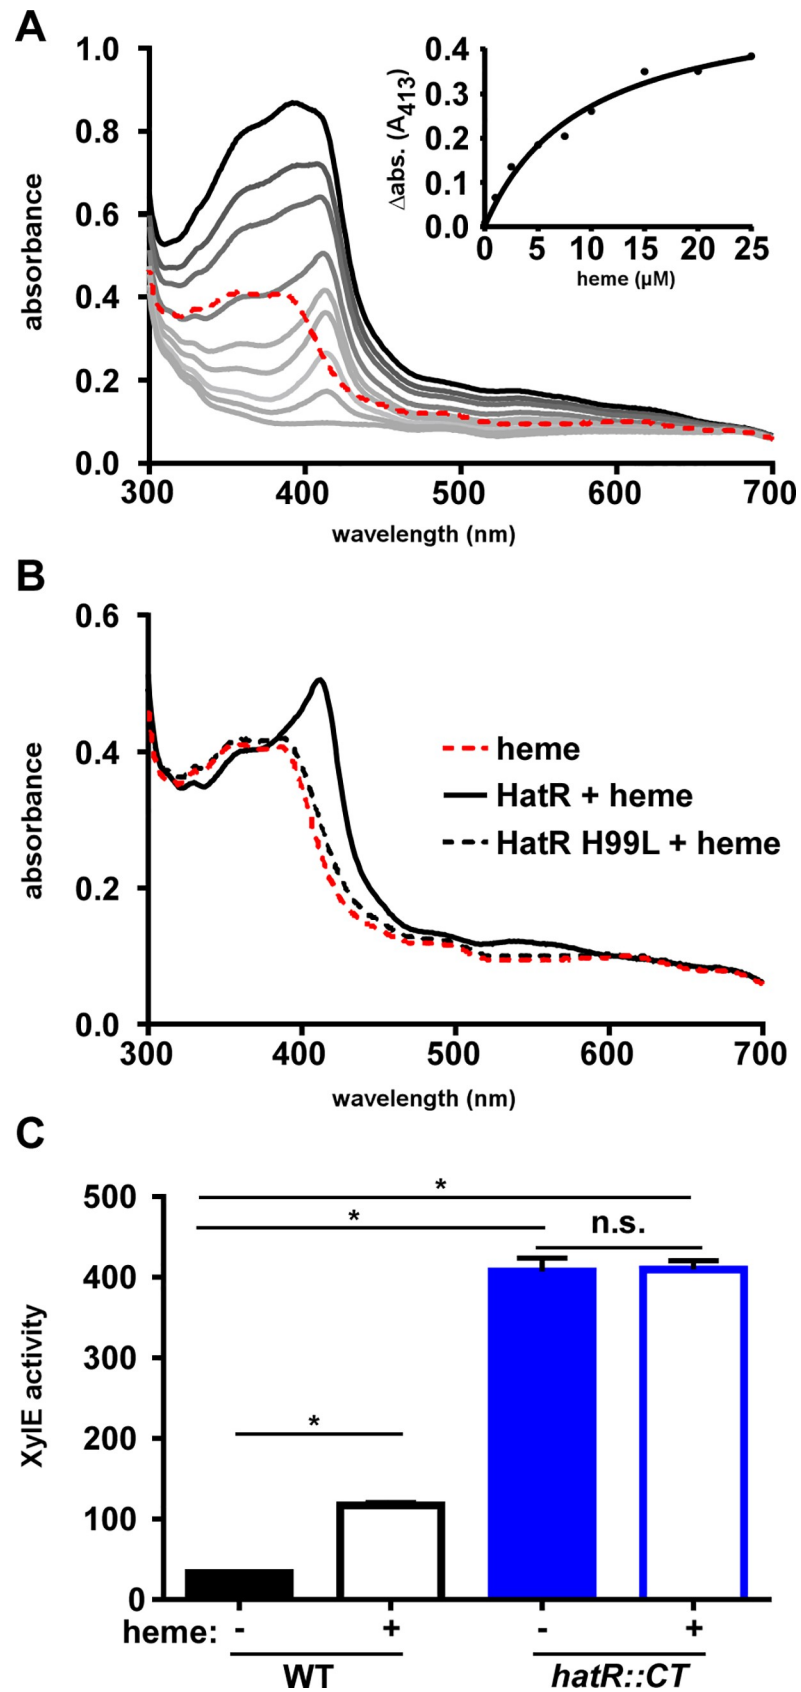 A
1.0
0.8
0.6
0.4
0.2
0.0
absorbance
300 400 500 600 700
wavelength (nm)
0.4
0.3
0.2
0.1
0.0
Δabs. (A413)
0 5 10 15 20 25
heme (µM)
B
0.6
0.4
0.2
0.0
absorbance
heme
HatR + heme
HatR H99L + heme
300 400 500 600 700
wavelength (nm)
C
500
400
300
200
100
0
XylE activity
*
*
n.s.
*
heme: - + - +
WT hatR::CT